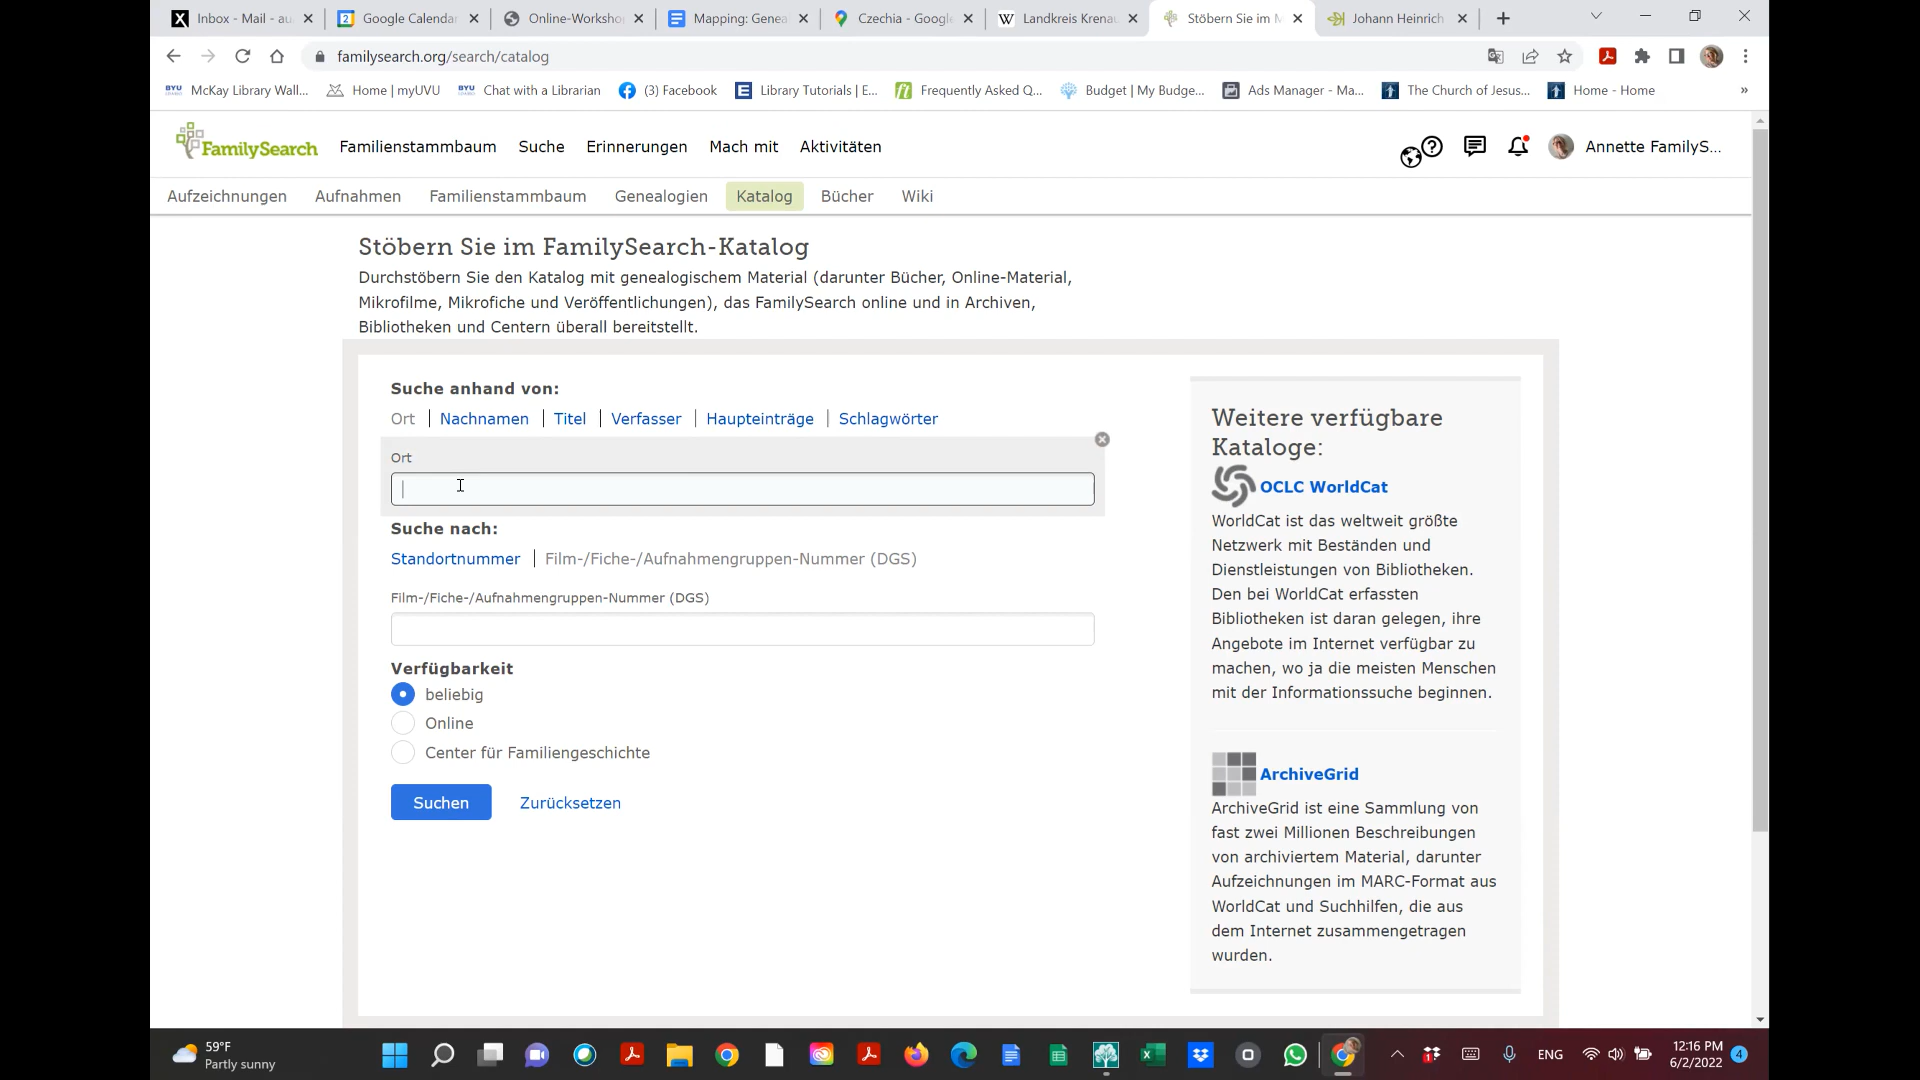 Inbox - Mail - au
Google Calenda
Online-Worksho
Mapping: Genea
Czechia - Google
Landkreis Krenau
Stöbern Sie im
Johann Heinrich
familysearch.org/search/catalog
McKay Library Wall...
Home | myUVU
Chat with a Librarian
(3) Facebook
Library Tutorials | E...
Frequently Asked Q...
Budget | My Budge...
Ads Manager - Ma...
The Church of Jesus...
Home - Home
»
FamilySearch
Familienstammbaum
Suche
Erinnerungen
Mach mit
Aktivitäten
Annette FamilyS...
Aufzeichnungen
Aufnahmen
Familienstammbaum
Genealogien
Katalog
Bücher
Wiki
Stöbern Sie im FamilySearch-Katalog
Durchstöbern Sie den Katalog mit genealogischem Material (darunter Bücher, Online-Material,
Mikrofilme, Mikrofiche und Veröffentlichungen), das FamilySearch online und in Archiven,
Bibliotheken und Centern überall bereitstellt.
Suche anhand von:
Ort | Nachnamen | Titel | Verfasser | Haupteinträge | Schlagwörter
Ort
Suche nach:
Standortnummer | Film-/Fiche-/Aufnahmengruppen-Nummer (DGS)
Film-/Fiche-/Aufnahmengruppen-Nummer (DGS)
Verfügbarkeit
beliebig
Online
Center für Familiengeschichte
Suchen
Zurücksetzen
Weitere verfügbare
Kataloge:
OCLC WorldCat
WorldCat ist das weltweit größte
Netzwerk mit Beständen und
Dienstleistungen von Bibliotheken.
Den bei WorldCat erfassten
Bibliotheken ist daran gelegen, ihre
Angebote im Internet verfügbar zu
machen, wo ja die meisten Menschen
mit der Informationssuche beginnen.
ArchiveGrid
ArchiveGrid ist eine Sammlung von
fast zwei Millionen Beschreibungen
von archiviertem Material, darunter
Aufzeichnungen im MARC-Format aus
WorldCat und Suchhilfen, die aus
dem Internet zusammengetragen
wurden.
59°F
Partly sunny
ENG
12:16 PM
6/2/2022
4